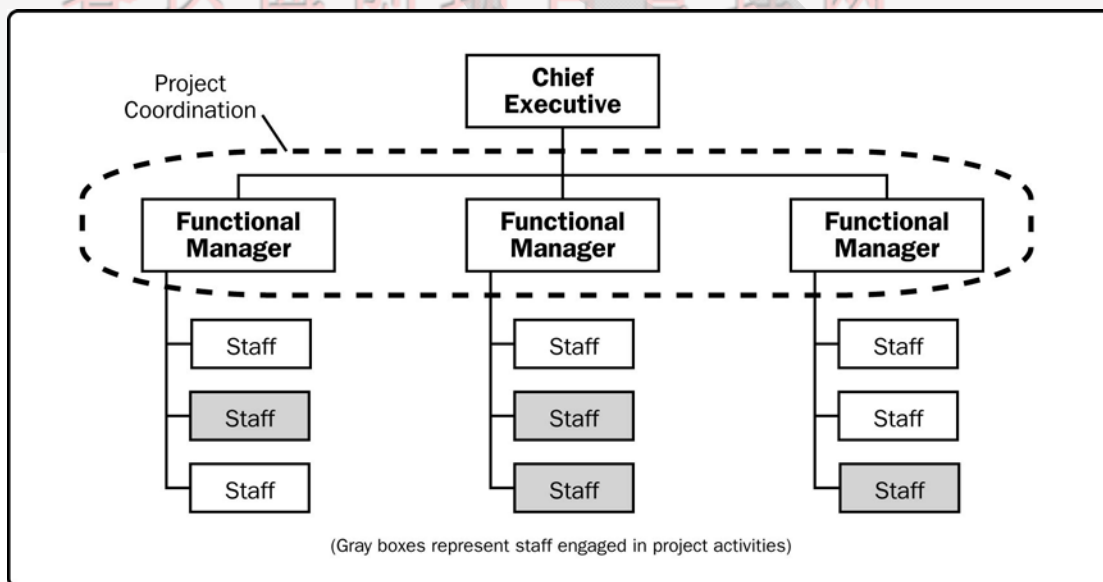 Project
Coordination
Chief
Executive
Functional
Manager
Functional
Manager
Functional
Manager
Staff
Staff
Staff
Staff
Staff
Staff
Staff
Staff
Staff
(Gray boxes represent staff engaged in project activities)